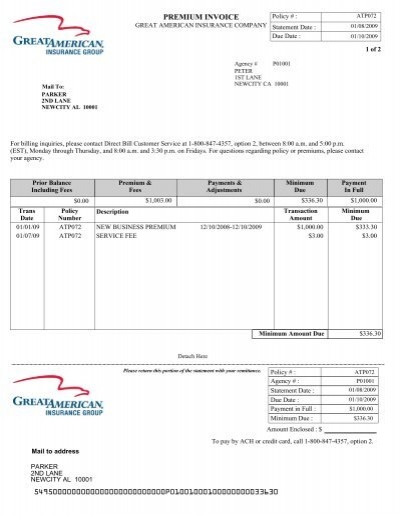 PREMIUM INVOICE
GREAT AMERICAN INSURANCE COMPANY
Policy # : ATP072
Statement Date : 01/08/2009
Due Date : 01/10/2009
GREATAMERICAN
INSURANCE GROUP
1 of 2
Agency # P01001
PETER
1ST LANE
NEWCITY CA 10001
Mail To:
PARKER
2ND LANE
NEWCITY AL 10001
For billing inquiries, please contact Direct Bill Customer Service at 1-800-847-4357, option 2, between 8:00 a.m. and 5:00 p.m.
(EST), Monday through Thursday, and 8:00 a.m. and 3:30 p.m. on Fridays. For questions regarding policy or premiums, please contact
your agency.
Prior Balance Including Fees Premium & Fees Payments & Adjustments Minimum Due Payment In Full
$0.00 $1,003.00 $0.00 $336.30 $1,000.00
Trans Date Policy Number Description Transaction Amount Minimum Due
01/01/09 ATP072 NEW BUSINESS PREMIUM 12/10/2008-12/10/2009 $1,000.00 $333.30
01/07/09 ATP072 SERVICE FEE $3.00 $3.00
Minimum Amount Due $336.30
Detach Here
Please return this portion of the statement with your remittance.
GREATAMERICAN
INSURANCE GROUP
Policy # : ATP072
Agency # : P01001
Statement Date : 01/08/2009
Due Date : 01/10/2009
Payment in Full : $1,000.00
Minimum Due : $336.30
Amount Enclosed : $
To pay by ACH or credit card, call 1-800-847-4357, option 2.
Mail to address
PARKER
2ND LANE
NEWCITY AL 10001